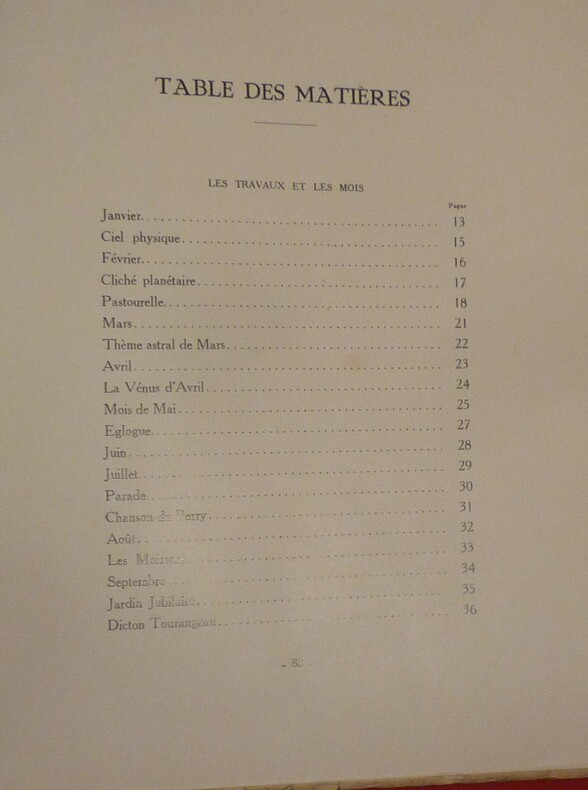 TABLE DES MATIÈRES
LES TRAVAUX ET LES MOIS
Pages
Janvier. 13
Ciel physique 15
Février. 16
Cliché planétaire 17
Pastourelle. 18
Mars 21
Thème astral de Mars. 22
Avril 23
La Vénus d'Avril 24
Mois de Mai 25
Eglogue. 27
Juin 28
Juillet. 29
Parade 30
Chanson du Berry. 31
Août. 32
Les 33
Septembre 34
Jardin Jubilaire. 35
Dicton Tourangeau 36